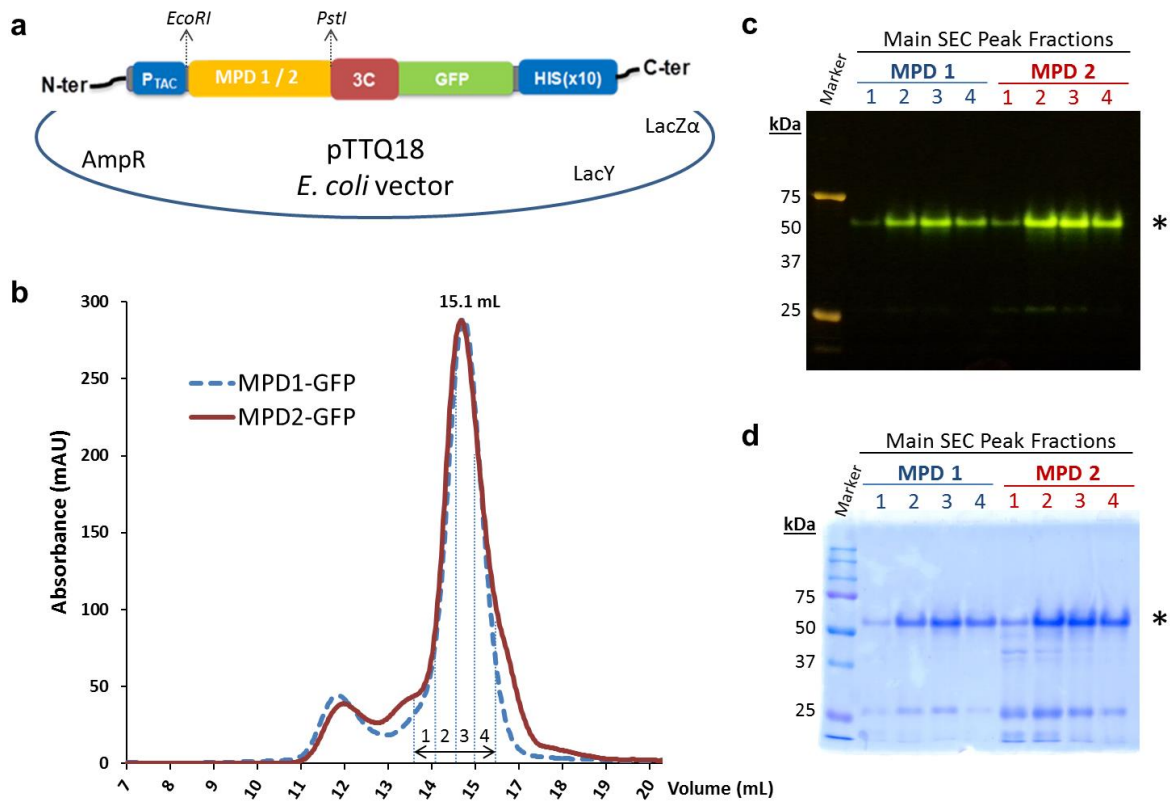 a
EcoRI
PstI
N-ter
P_TAC
MPD 1 / 2
3C
GFP
HIS(x10)
C-ter
AmpR
pTTQ18
E. coli vector
LacY
LacZα
b
Absorbance (mAU)
300
250
200
150
100
50
0
15.1 mL
MPD1-GFP
MPD2-GFP
1 2 3 4
7 8 9 10 11 12 13 14 15 16 17 18 19 20
Volume (mL)
c
Main SEC Peak Fractions
Marker
MPD 1 MPD 2
1 2 3 4 1 2 3 4
kDa
75
50
37
25
*
d
Main SEC Peak Fractions
Marker
MPD 1 MPD 2
1 2 3 4 1 2 3 4
kDa
75
50
37
25
*